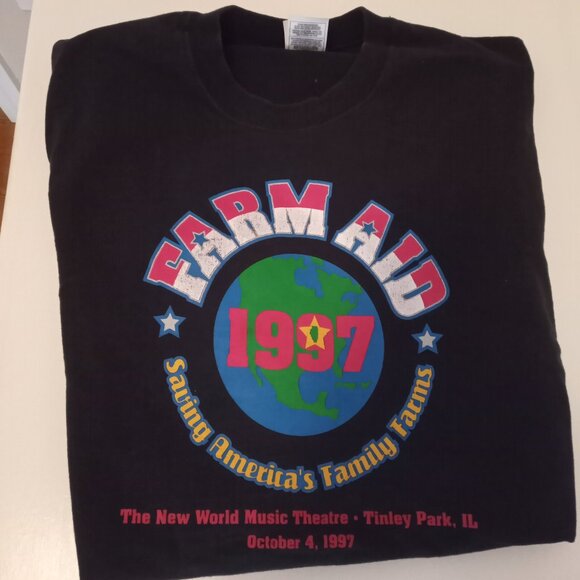 FARM AID
1997
Saving America's Family Farms
The New World Music Theatre • Tinley Park, IL
October 4, 1997